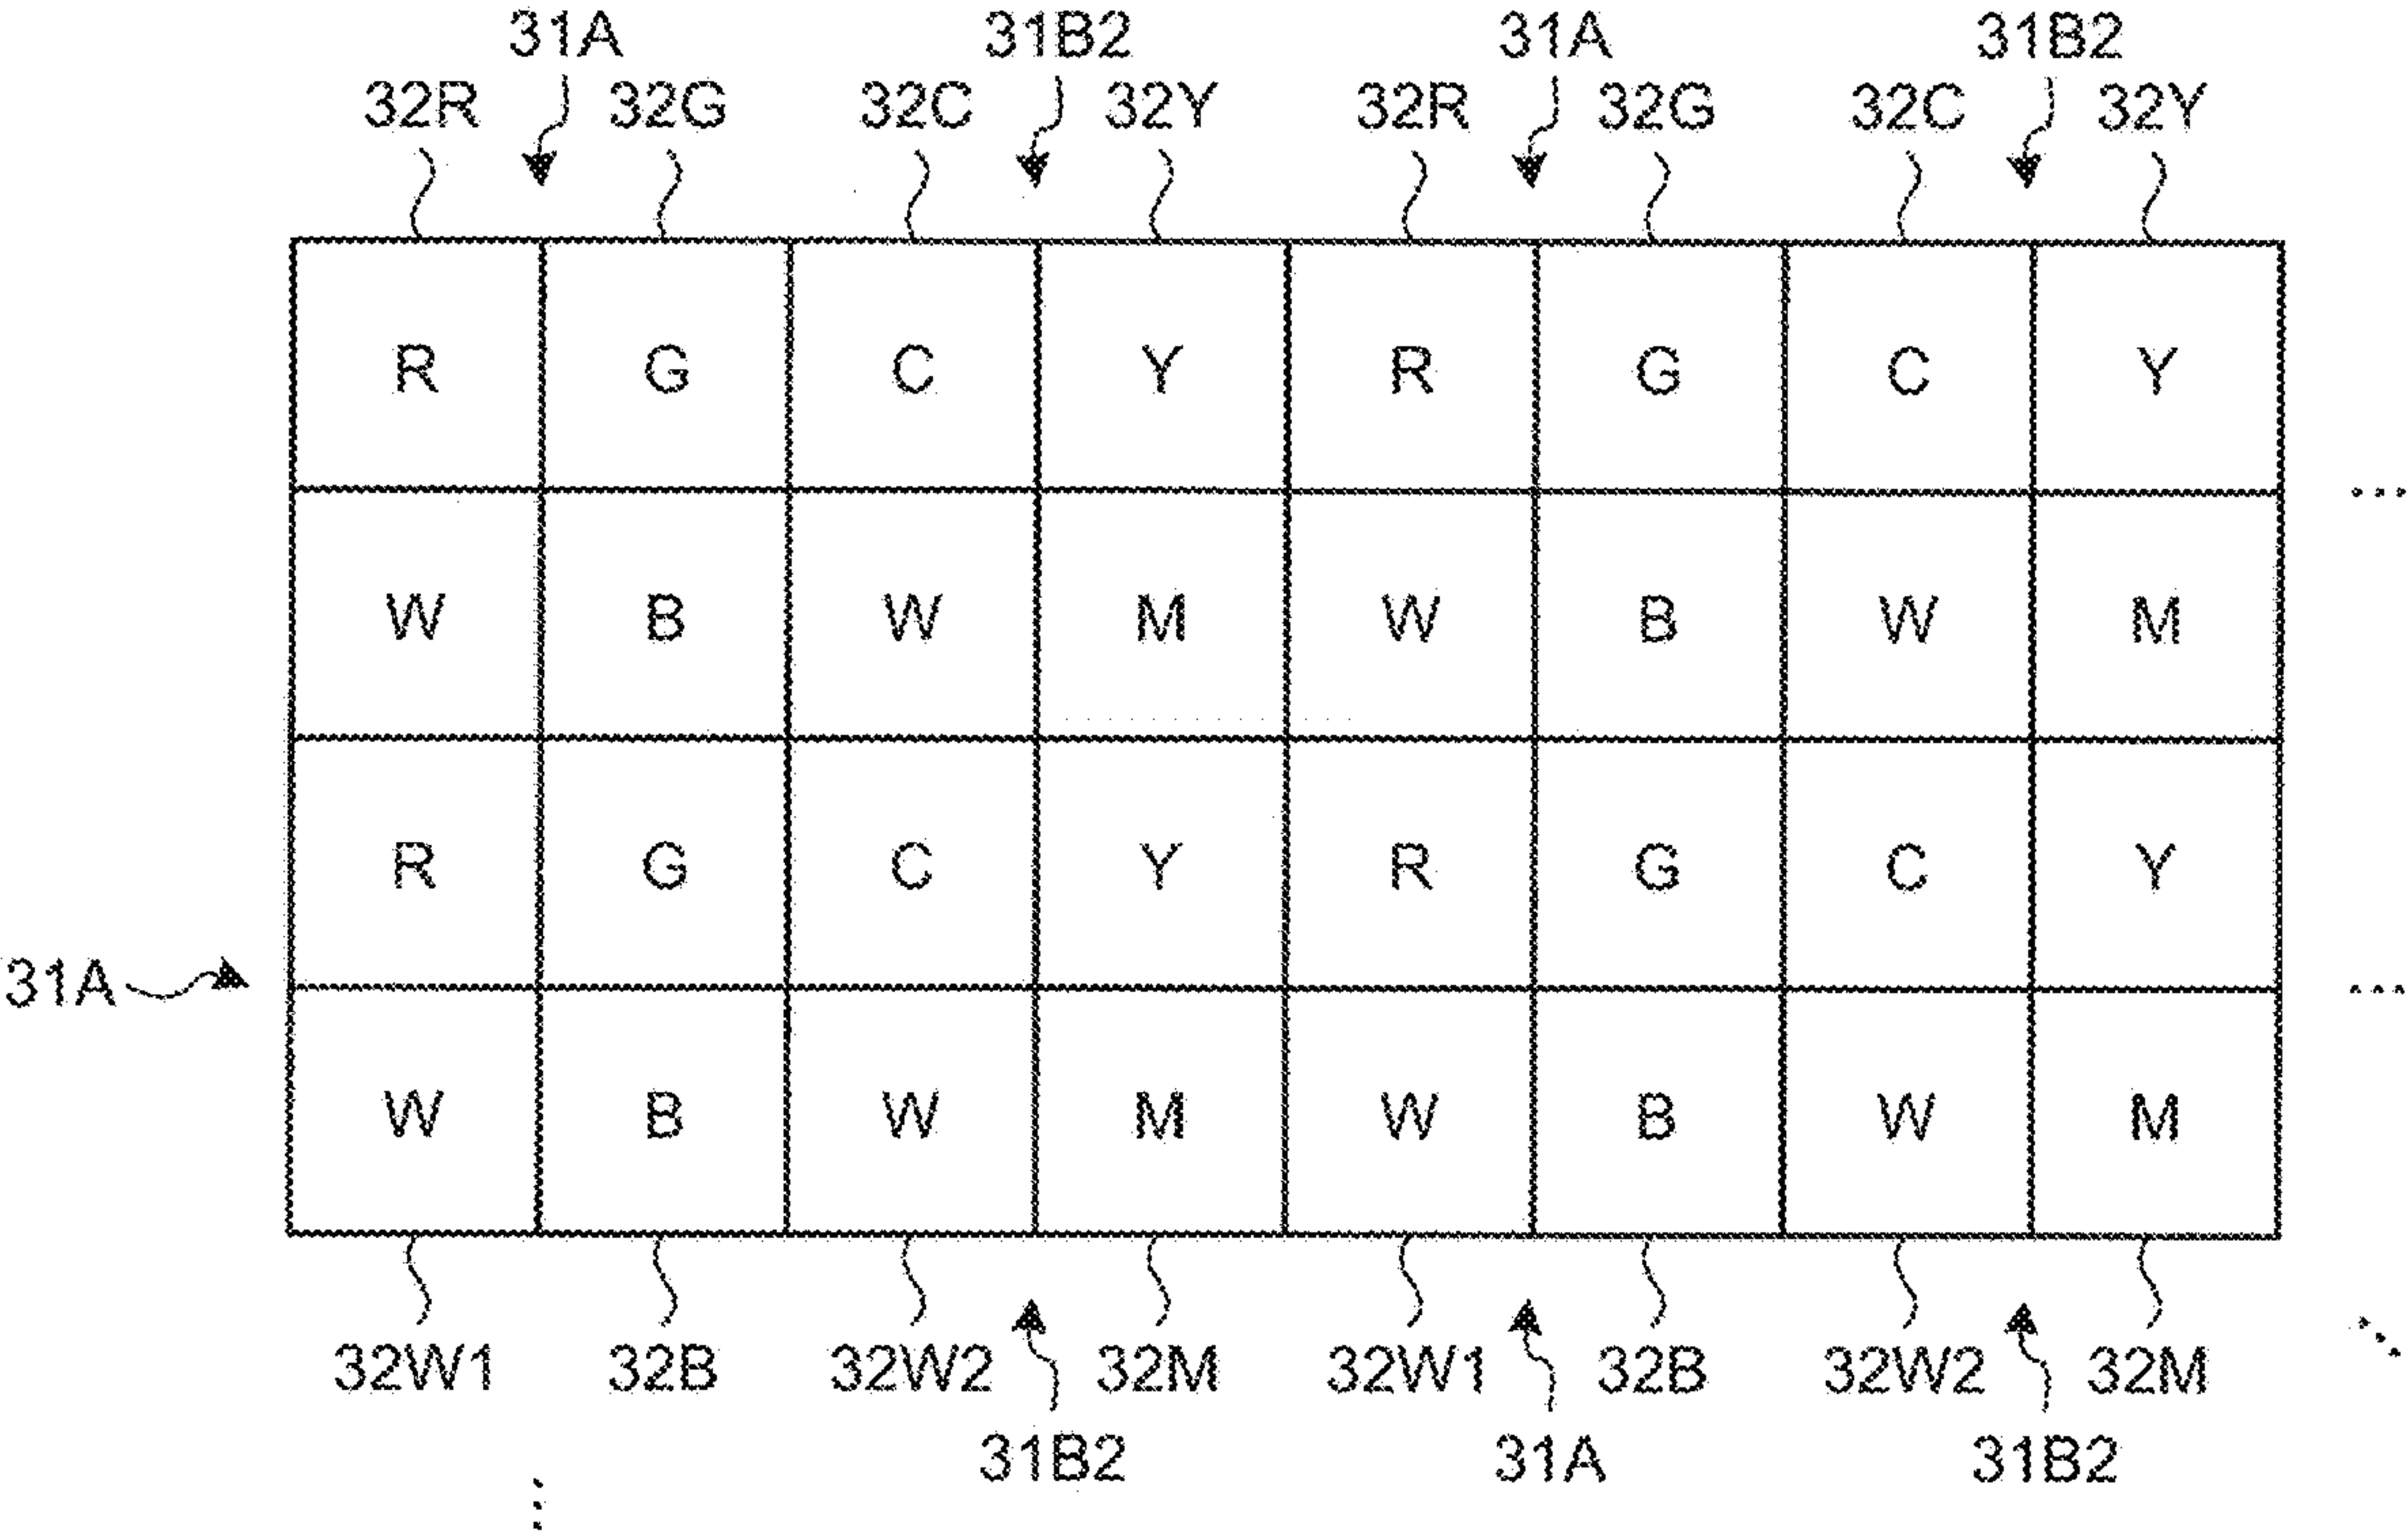 31A 31B2 31A 31B2
32R 32G 32C 32Y 32R 32G 32C 32Y
R G C Y R G C Y
W B W M W B W M
...
R G C Y R G C Y
31A
...
W B W M W B W M
32W1 32B 32W2 32M 32W1 32B 32W2 32M
31B2 31A 31B2